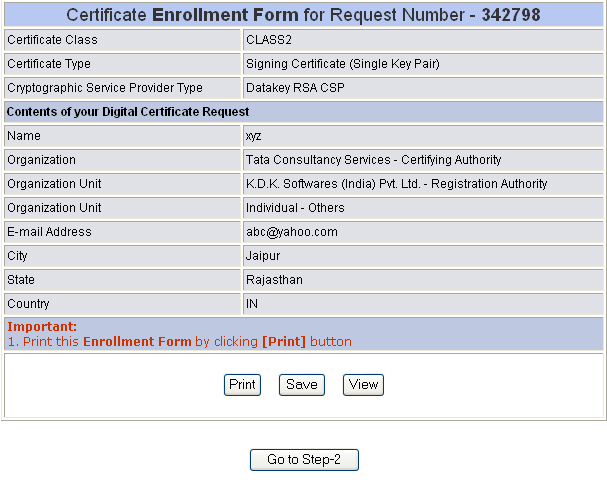 Certificate Enrollment Form for Request Number - 342798
Certificate Class CLASS2
Certificate Type Signing Certificate (Single Key Pair)
Cryptographic Service Provider Type Datakey RSA CSP
Contents of your Digital Certificate Request
Name xyz
Organization Tata Consultancy Services - Certifying Authority
Organization Unit K.D.K. Softwares (India) Pvt. Ltd. - Registration Authority
Organization Unit Individual - Others
E-mail Address abc@yahoo.com
City Jaipur
State Rajasthan
Country IN
Important:
1. Print this Enrollment Form by clicking [Print] button
Print Save View
Go to Step-2